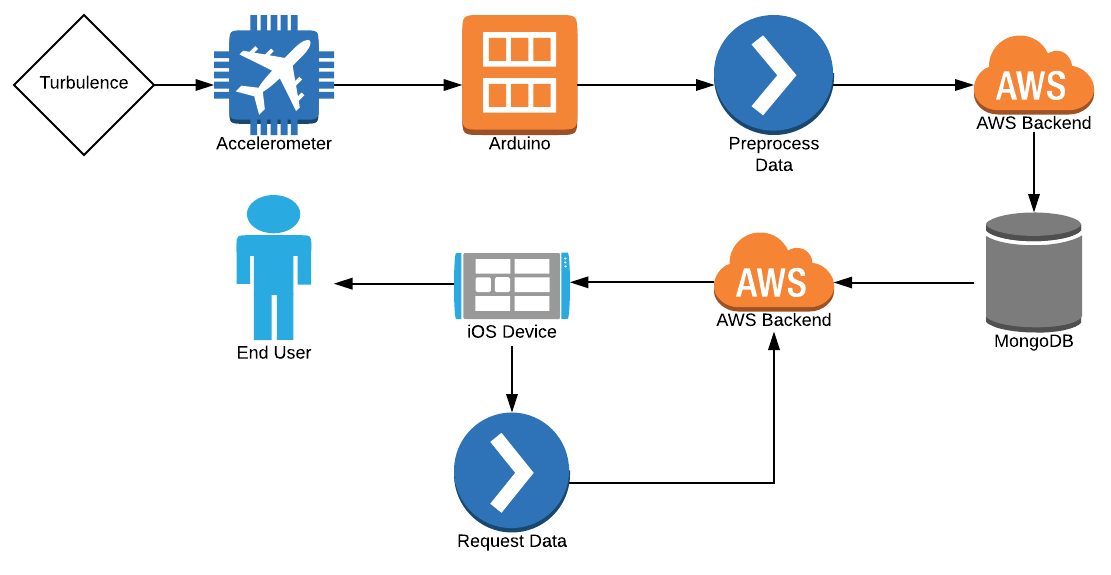 Turbulence
Accelerometer
Arduino
Preprocess
Data
AWS
AWS Backend
End User
iOS Device
AWS
AWS Backend
MongoDB
Request Data